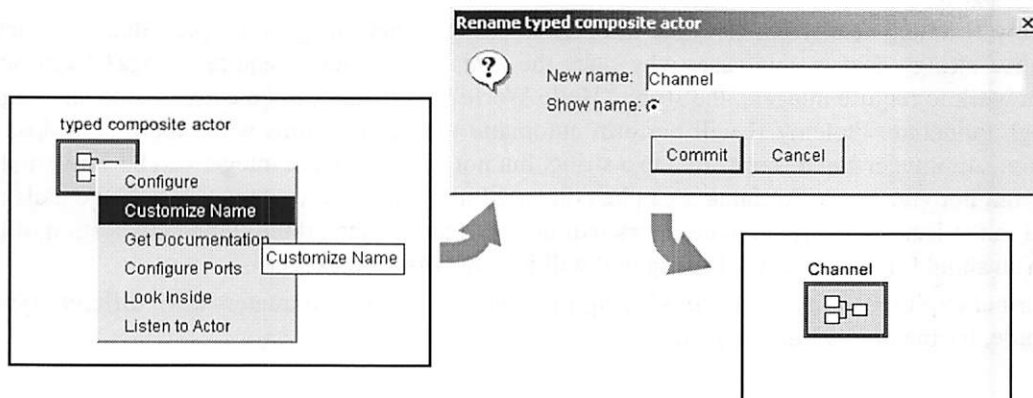 typed composite actor
Configure
Customize Name
Get Documentation
Customize Name
Configure Ports
Look Inside
Listen to Actor
Rename typed composite actor
?
New name: Channel
Show name:
Commit Cancel
Channel